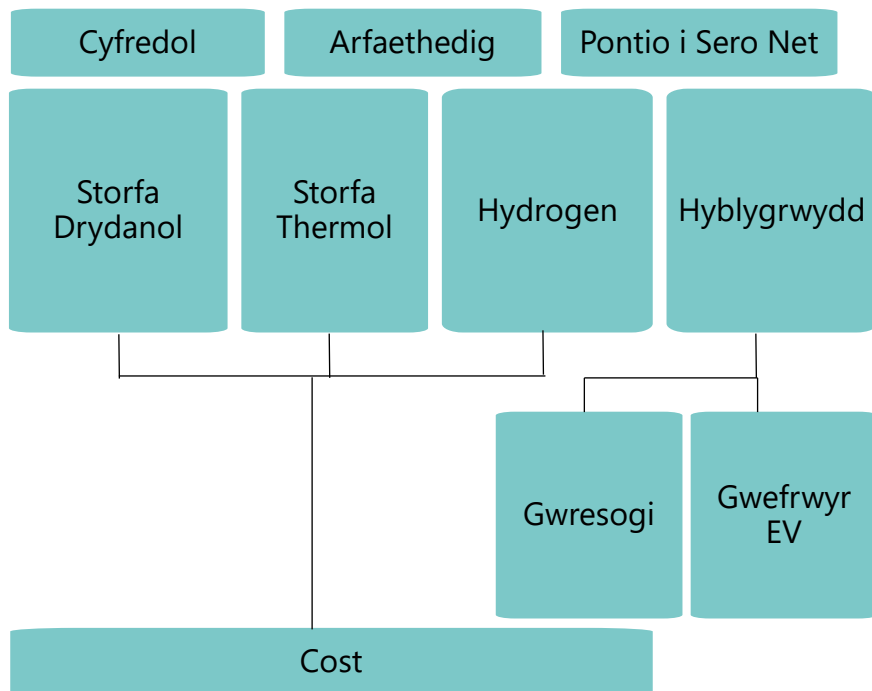 Cyfredol
Arfaethedig
Pontio i Sero Net
Storfa
Drydanol
Storfa
Thermol
Hydrogen
Hyblygrwydd
Gwresogi
Gwefrwyr
EV
Cost